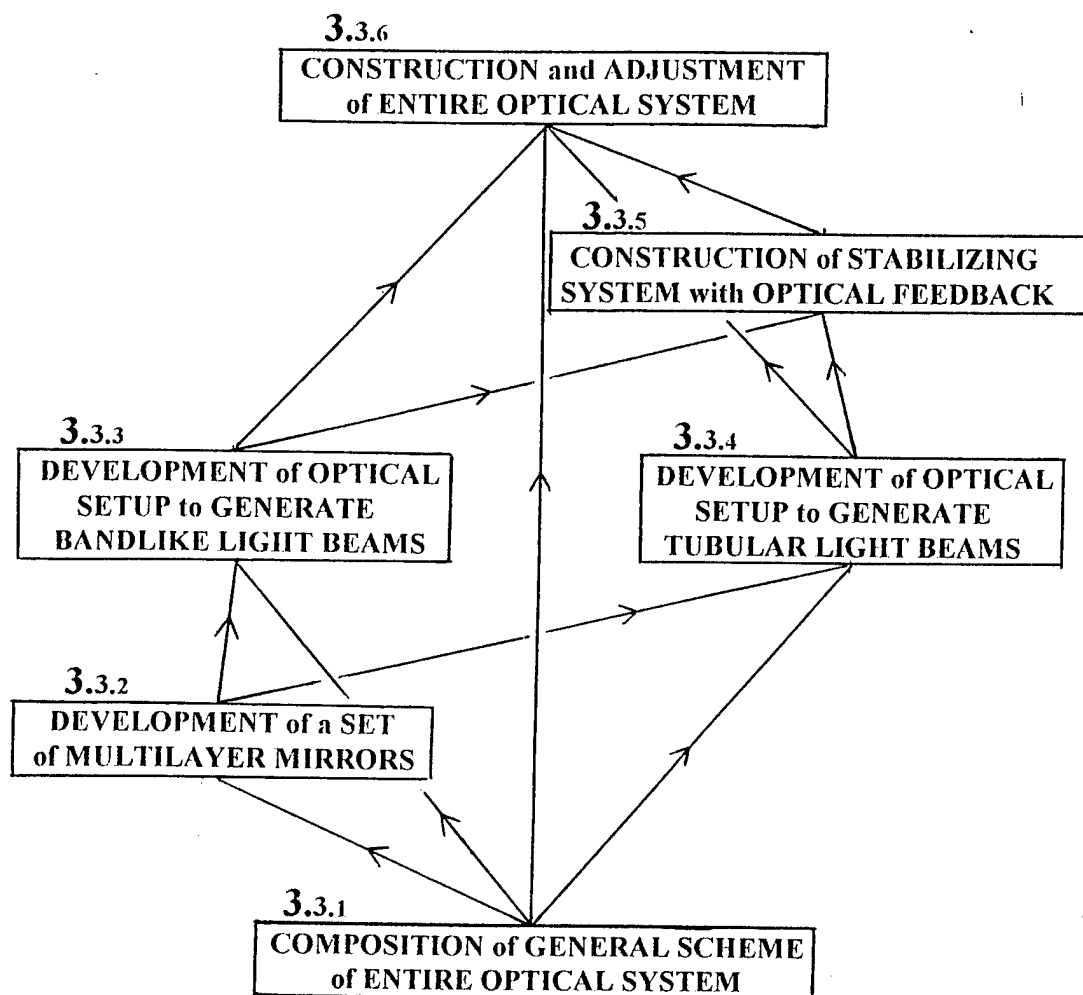 3.3.6
CONSTRUCTION and ADJUSTMENT
of ENTIRE OPTICAL SYSTEM
3.3.5
CONSTRUCTION of STABILIZING
SYSTEM with OPTICAL FEEDBACK
3.3.3
DEVELOPMENT of OPTICAL
SETUP to GENERATE
BANDLIKE LIGHT BEAMS
3.3.4
DEVELOPMENT of OPTICAL
SETUP to GENERATE
TUBULAR LIGHT BEAMS
3.3.2
DEVELOPMENT of a SET
of MULTILAYER MIRRORS
3.3.1
COMPOSITION of GENERAL SCHEME
of ENTIRE OPTICAL SYSTEM